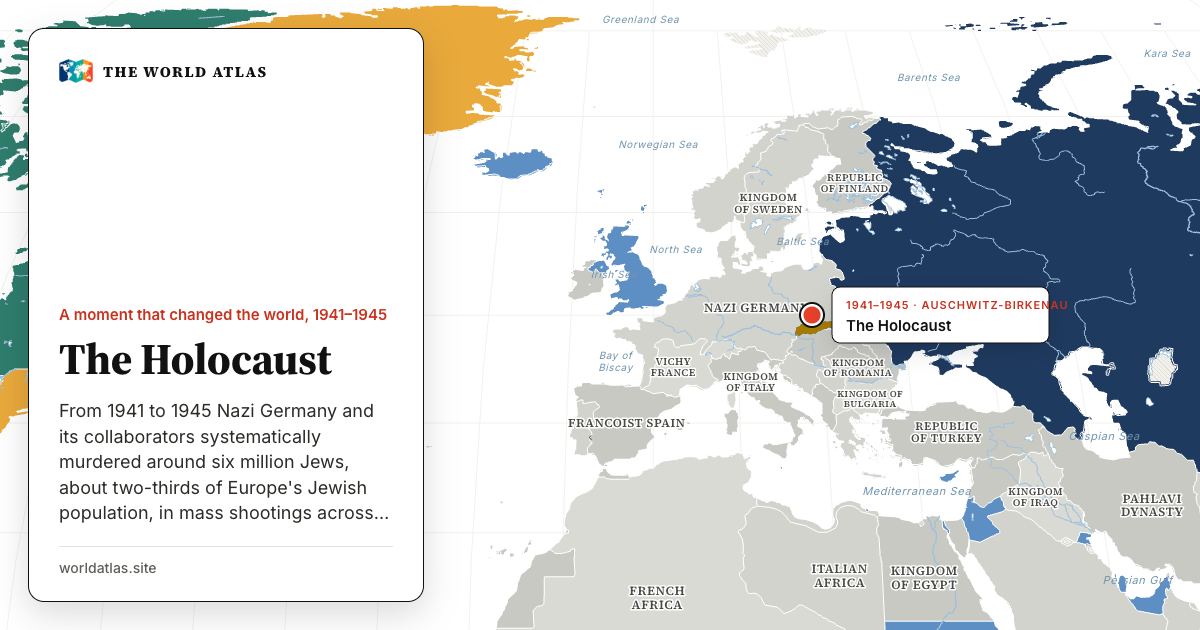 THE WORLD ATLAS
A moment that changed the world, 1941–1945
The Holocaust
From 1941 to 1945 Nazi Germany and
its collaborators systematically
murdered around six million Jews,
about two-thirds of Europe's Jewish
population, in mass shootings across...
worldatlas.site
Greenland Sea
Kara Sea
Barents Sea
Norwegian Sea
REPUBLIC
OF FINLAND
KINGDOM
OF SWEDEN
North Sea
Baltic Sea
Irish Sea
NAZI GERMANY
1941–1945 · AUSCHWITZ-BIRKENAU
The Holocaust
Bay of
Biscay
VICHY
FRANCE
KINGDOM
OF ITALY
KINGDOM
OF ROMANIA
KINGDOM OF
BULGARIA
FRANCOIST SPAIN
REPUBLIC
OF TURKEY
Caspian Sea
Mediterranean Sea
KINGDOM
OF IRAQ
PAHLAVI
DYNASTY
FRENCH
AFRICA
ITALIAN
AFRICA
KINGDOM
OF EGYPT
Persian Gulf